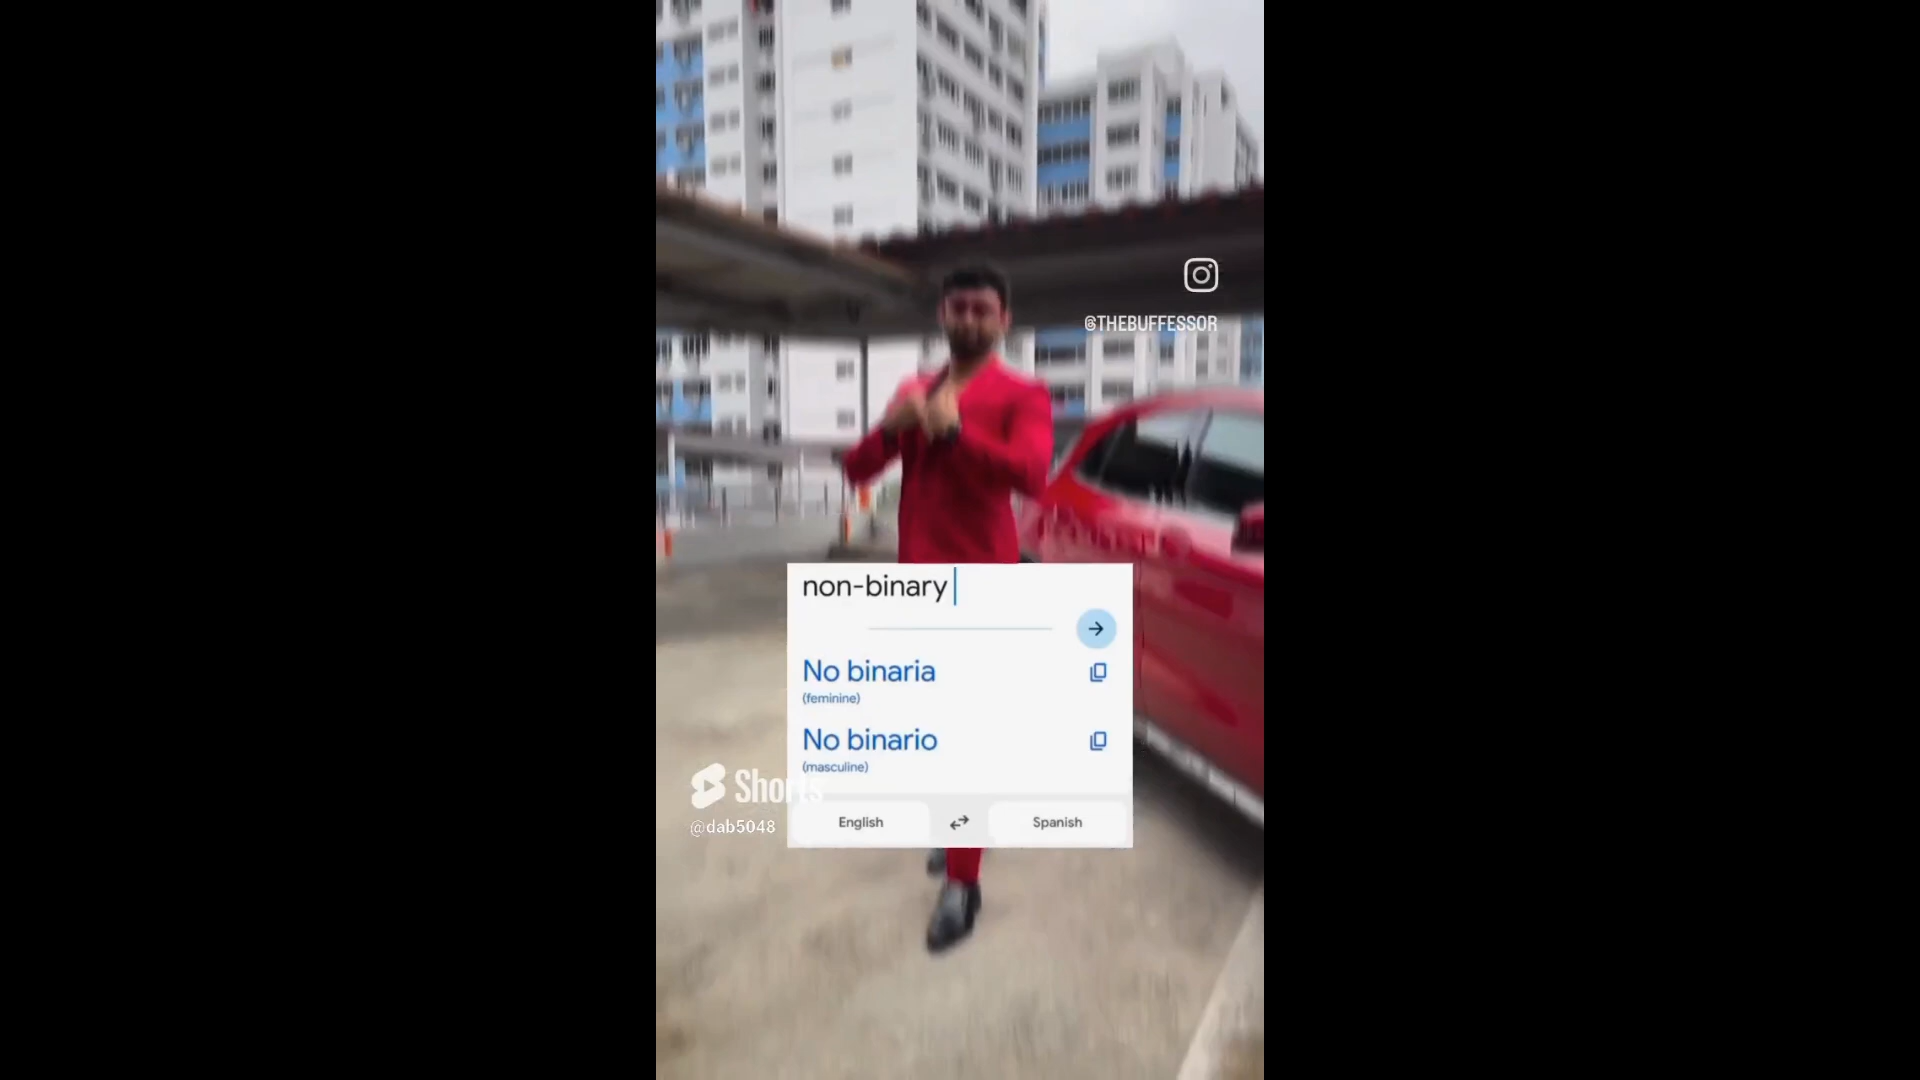 @THEBUFFESSOR
non-binary
No binaria
(feminine)
No binario
(masculine)
Shorts
@dab5048
English
Spanish